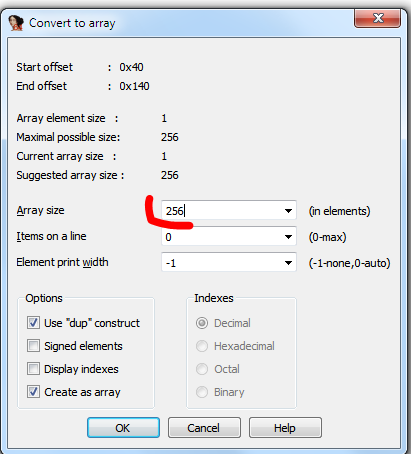 Convert to array
Start offset : 0x40
End offset : 0x140
Array element size : 1
Maximal possible size: 256
Current array size : 1
Suggested array size : 256
Array size 256 (in elements)
Items on a line 0 (0-max)
Element print width -1 (-1-none,0-auto)
Options Indexes
Use "dup" construct Decimal
Signed elements Hexadecimal
Display indexes Octal
Create as array Binary
OK Cancel Help